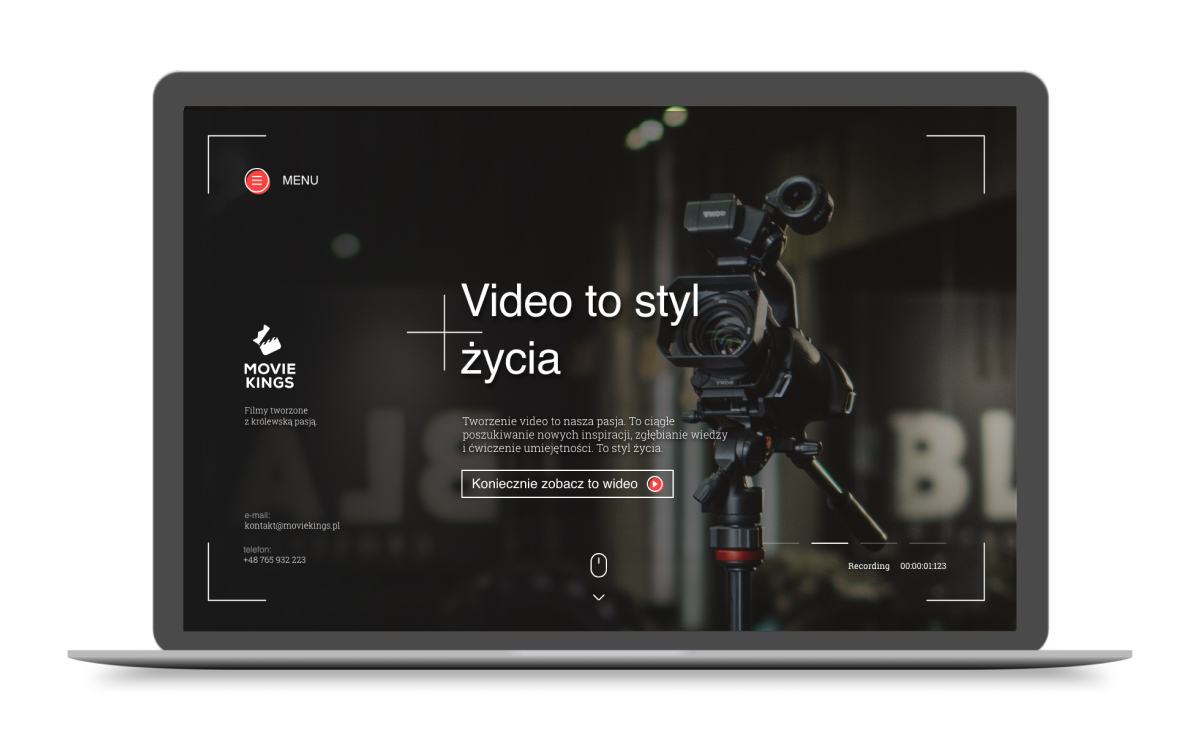 MENU
Video to styl
życia
MOVIE
KINGS
Filmy tworzone
z królewską pasją.
Tworzenie video to nasza pasja. To ciągłe
poszukiwanie nowych inspiracji, zgłębianie wiedzy
i ćwiczenie umiejętności. To styl życia.
Koniecznie zobacz to wideo
e-mail:
kontakt@moviekings.pl
telefon:
+48 765 932 223
Recording 00:00:01:123
BL